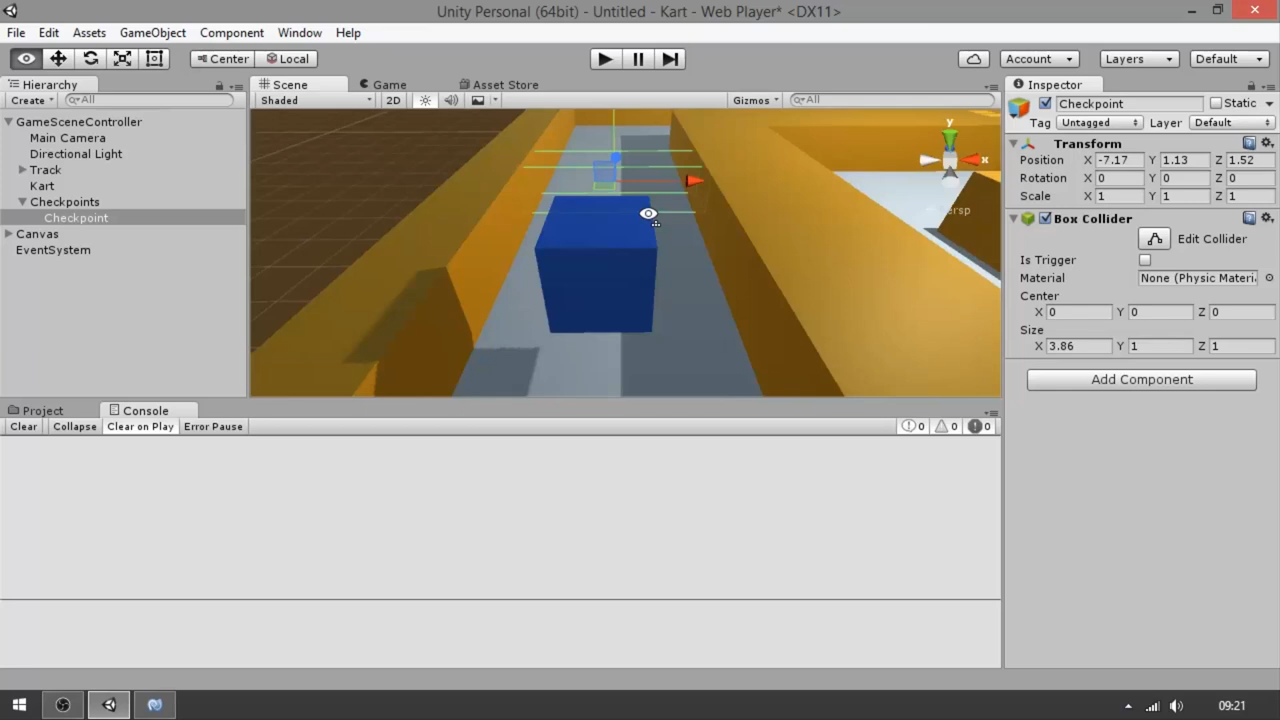 Unity Personal (64bit) - Untitled - Kart - Web Player* <DX11>
File Edit Assets GameObject Component Window Help
Center Local Account Layers Default
Hierarchy
Create All
GameSceneController
Main Camera
Directional Light
Track
Kart
Checkpoints
Checkpoint
Canvas
EventSystem
Scene Game Asset Store
Shaded 2D Gizmos All
y
x
Inspector
Checkpoint Static
Tag Untagged Layer Default
Transform
Position X -7.17 Y 1.13 Z 1.52
Rotation X 0 Y 0 Z 0
Scale X 1 Y 1 Z 1
Box Collider
Edit Collider
Is Trigger
Material None (Physic Materi
Center
X 0 Y 0 Z 0
Size
X 3.86 Y 1 Z 1
Add Component
Project Console
Clear Collapse Clear on Play Error Pause 0 0 0
09:21